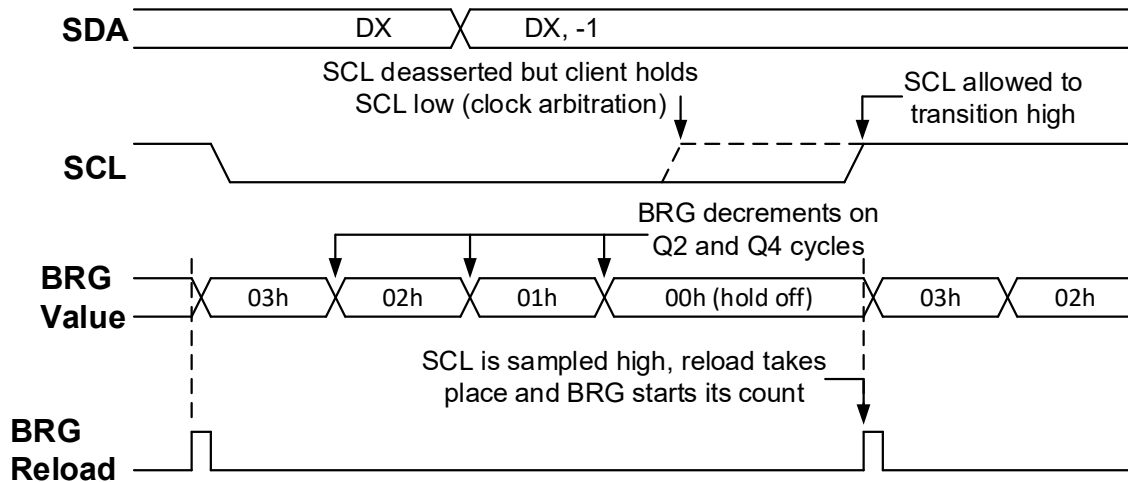 SDA DX DX, -1
SCL deasserted but client holds
SCL low (clock arbitration)
SCL allowed to
transition high
SCL
BRG decrements on
Q2 and Q4 cycles
BRG
Value
03h 02h 01h 00h (hold off) 03h 02h
SCL is sampled high, reload takes
place and BRG starts its count
BRG
Reload